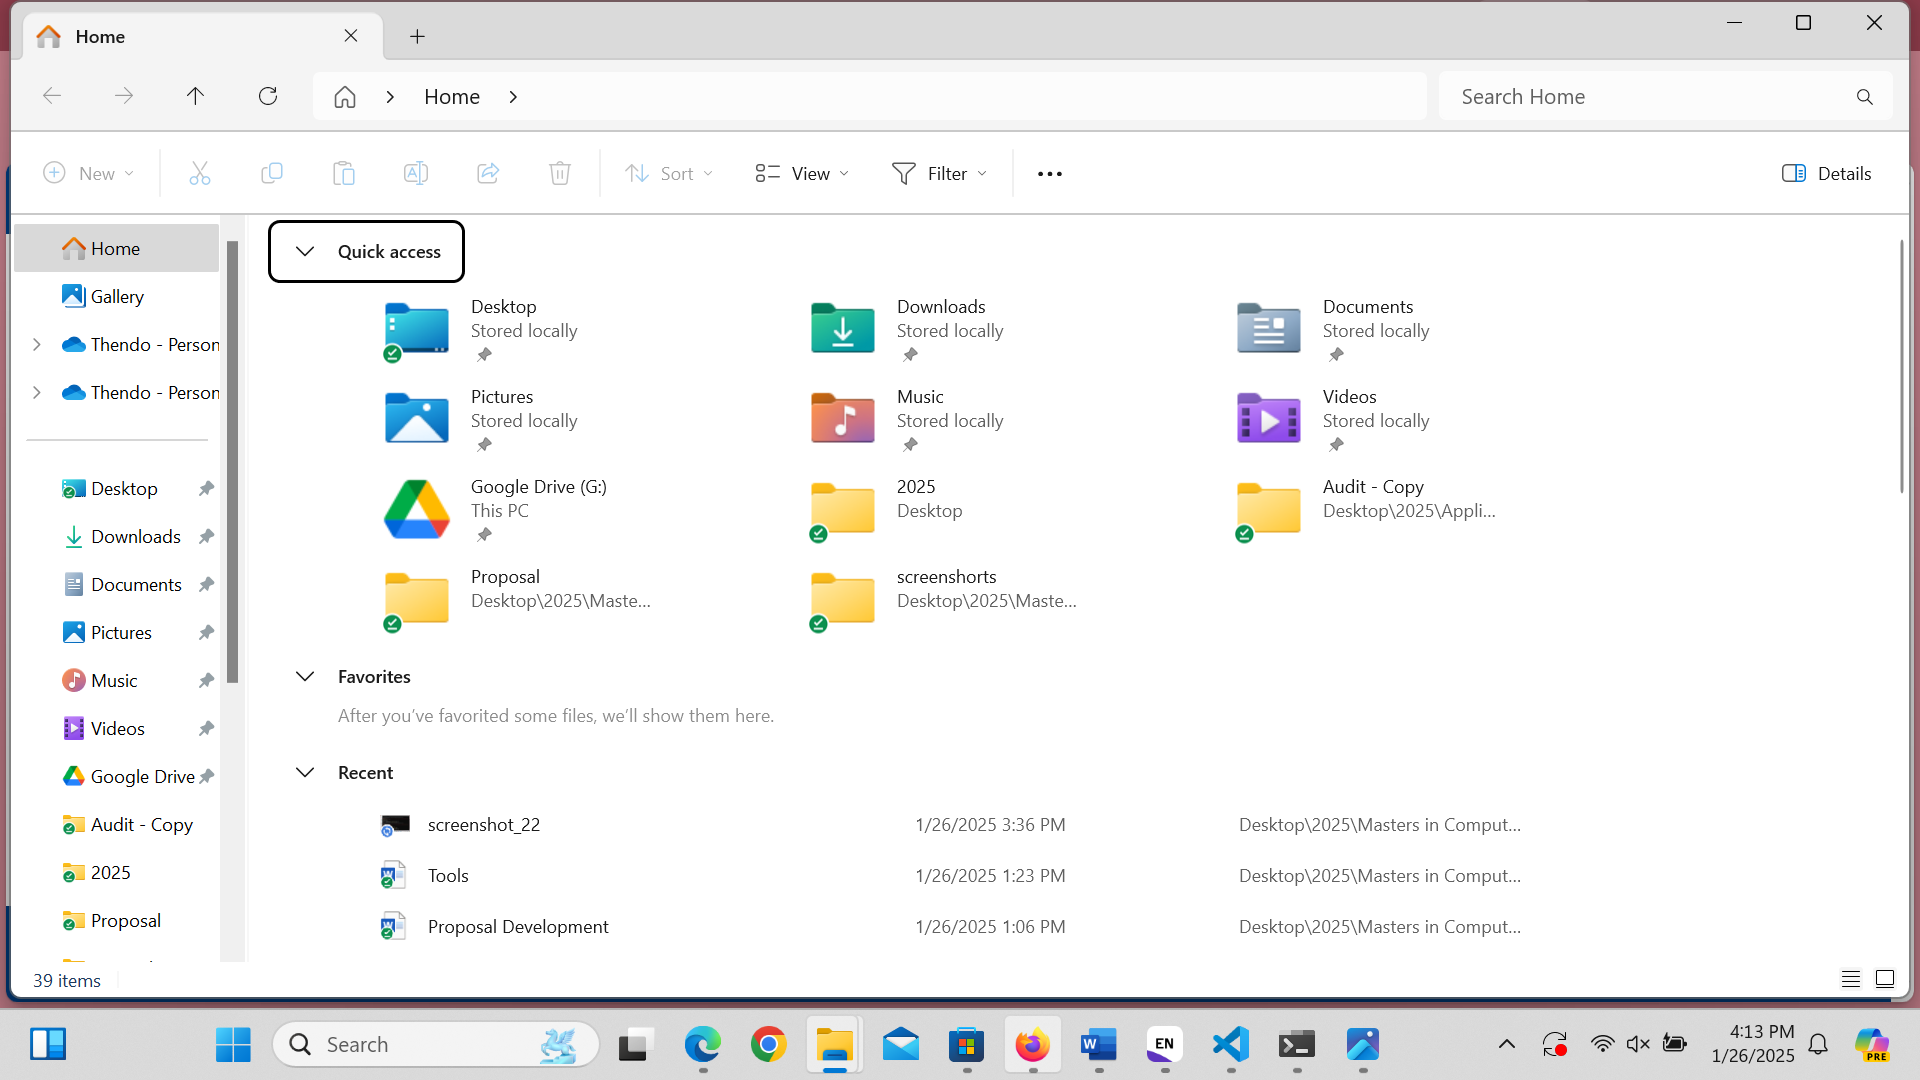 Home
Home
Search Home
New
Sort
View
Filter
Details
Home
Gallery
Thendo - Person
Thendo - Person
Desktop
Downloads
Documents
Pictures
Music
Videos
Google Drive
Audit - Copy
2025
Proposal
Quick access
Desktop
Stored locally
Downloads
Stored locally
Documents
Stored locally
Pictures
Stored locally
Music
Stored locally
Videos
Stored locally
Google Drive (G:)
This PC
2025
Desktop
Audit - Copy
Desktop\2025\Appli...
Proposal
Desktop\2025\Maste...
screenshorts
Desktop\2025\Maste...
Favorites
After you've favorited some files, we'll show them here.
Recent
screenshot_22 1/26/2025 3:36 PM Desktop\2025\Masters in Comput...
Tools 1/26/2025 1:23 PM Desktop\2025\Masters in Comput...
Proposal Development 1/26/2025 1:06 PM Desktop\2025\Masters in Comput...
39 items
Search
EN
4:13 PM
1/26/2025
PRE